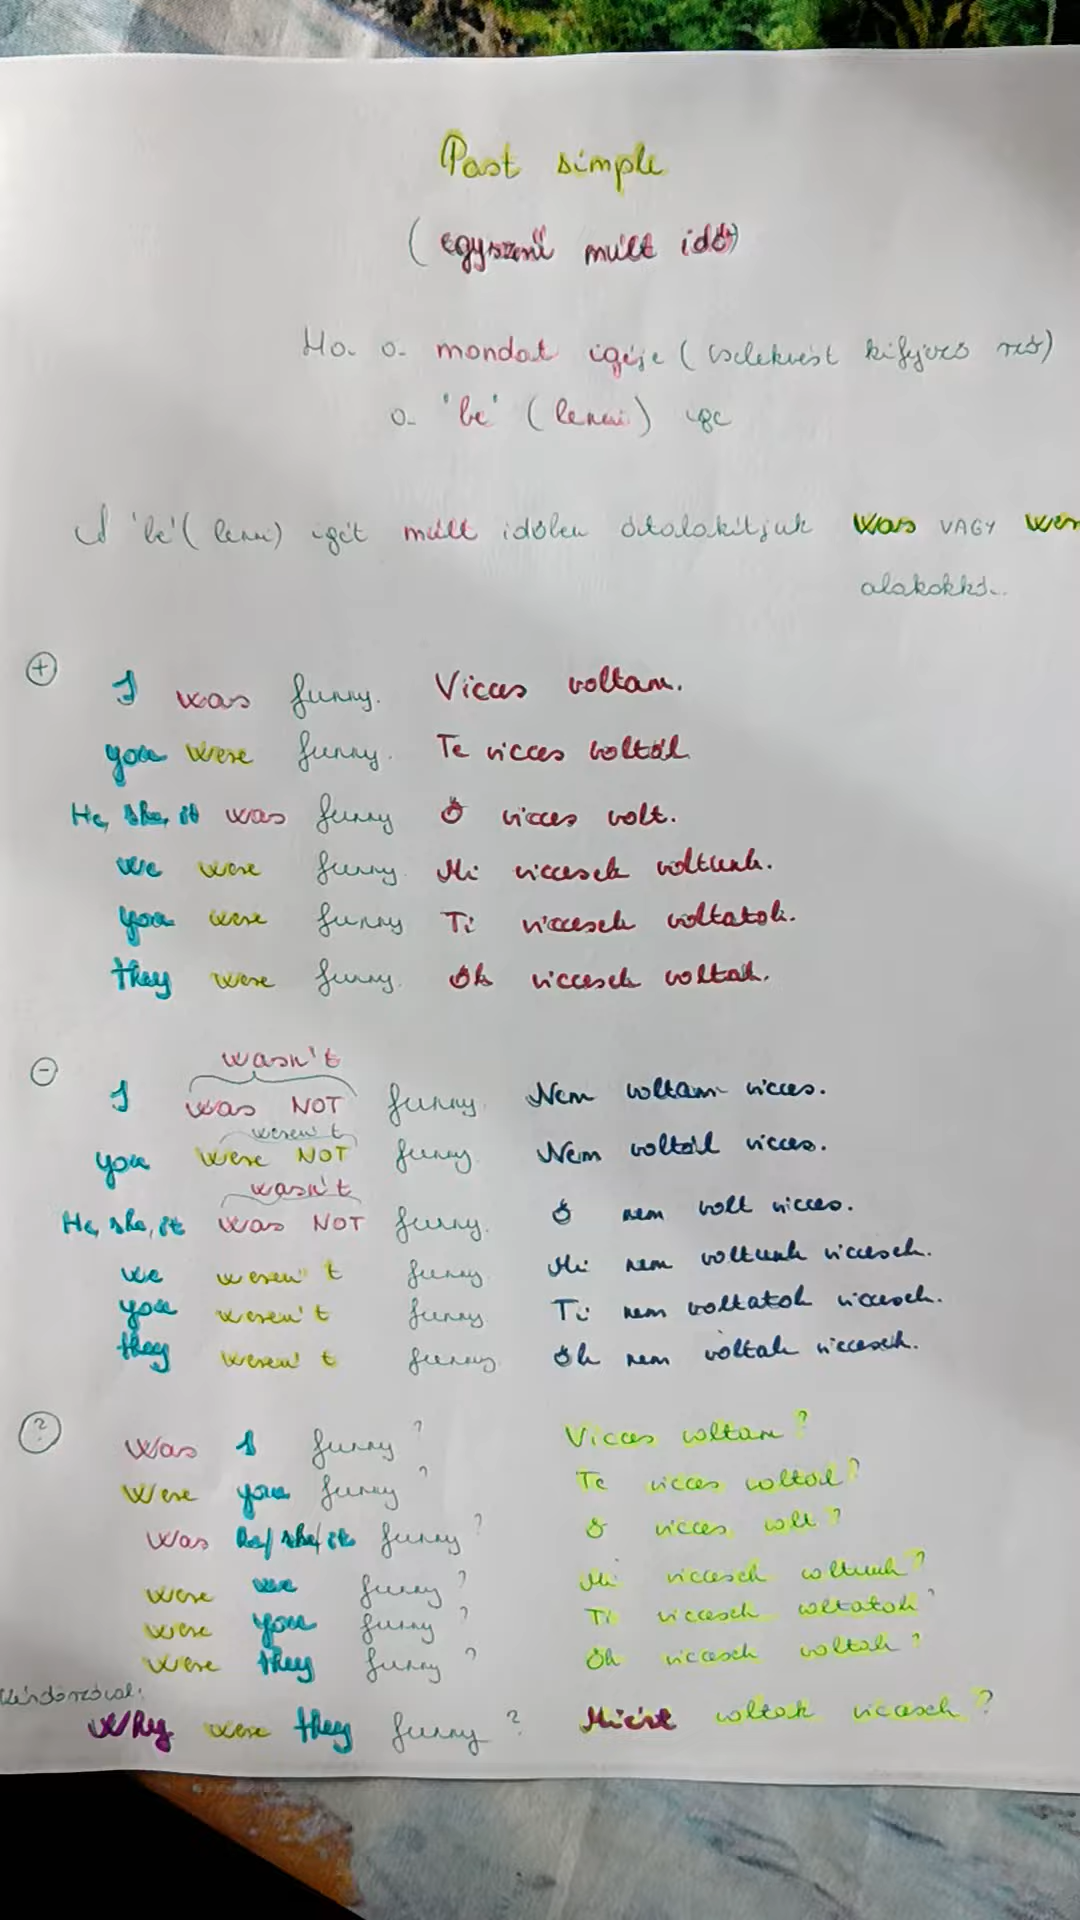 Past simple
(egyszerű múlt idő)
Ha a mondat igéje (cselekvést kifejező szó)
a 'be' (lenni) ige
A 'be' (lenni) igét múlt időben átalakítjuk was VAGY wer
alakokká.
+
I was funny. Vicces voltam.
you were funny. Te vicces voltál
He, she, it was funny Ő vicces volt.
we were funny. Mi viccesek voltunk.
you were funny Ti viccesek voltatok.
they were funny. Ők viccesek voltak.
-
wasn't
I was NOT funny. Nem voltam vicces.
weren't
you were NOT funny. Nem voltál vicces.
wasn't
He, she, it was NOT funny. Ő nem volt vicces.
we weren't funny. Mi nem voltunk viccesek.
you weren't funny. Ti nem voltatok viccesek.
they weren't funny. Ők nem voltak viccesek.
?
Was I funny? Vicces voltam?
Were you funny? Te vicces voltál?
Was he/she/it funny? Ő vicces volt?
were we funny? Mi viccesek voltunk?
were you funny? Ti viccesek voltatok?
were they funny? Ők viccesek voltak?
Kérdőszóval:
Why were they funny? Miért voltak viccesek?